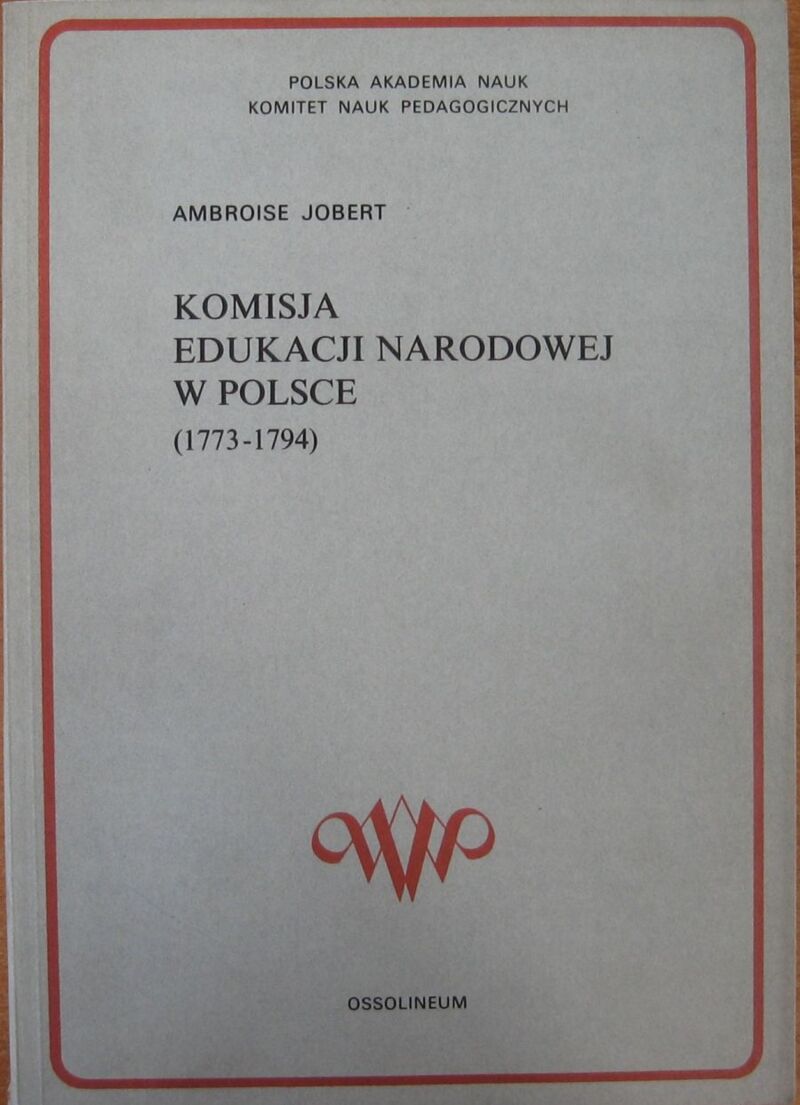 POLSKA AKADEMIA NAUK
KOMITET NAUK PEDAGOGICZNYCH
AMBROISE JOBERT
KOMISJA
EDUKACJI NARODOWEJ
W POLSCE
(1773-1794)
OSSOLINEUM